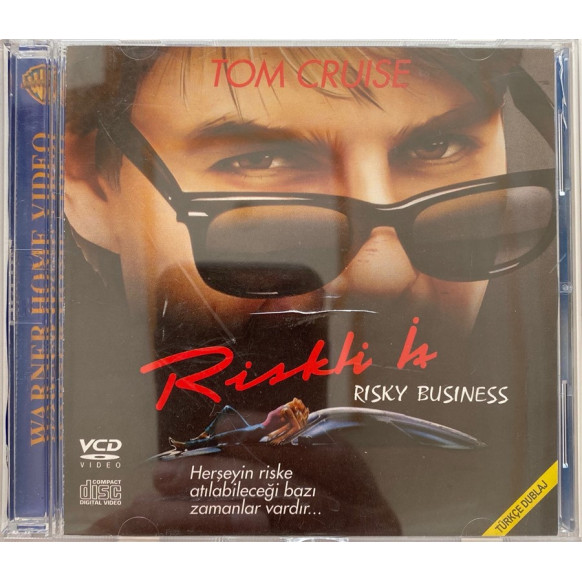 TOM CRUISE
WARNER HOME VIDEO
Riskli İş
RISKY BUSINESS
VCD
VIDEO
COMPACT
disc
DIGITAL VIDEO
Herşeyin riske
atılabileceği bazı
zamanlar vardır...
TÜRKÇE DUBLAJ